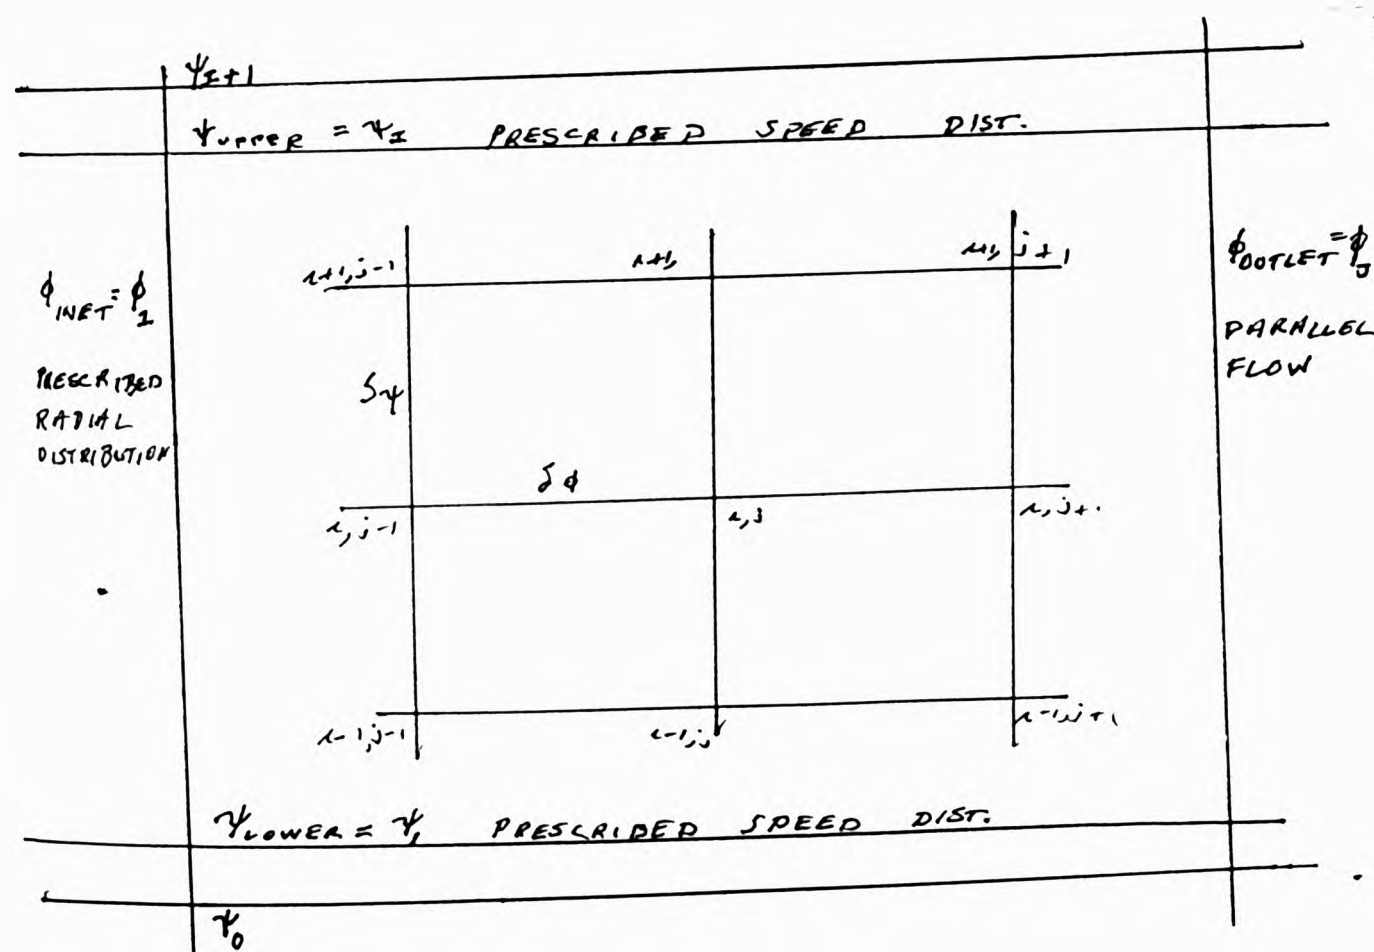 ψI+1
ψUPPER = ψI PRESCRIBED SPEED DIST.
i+1,j-1 i+1, i+1, j+1
ϕINET = ϕ1
ϕOUTLET = ϕJ
PRESCRIBED
RADIAL
DISTRIBUTION
PARALLEL
FLOW
δψ
δϕ
i,j-1 i,j i,j+.
i-1,j-1 i-1,j i-1,j+1
ψLOWER = ψ1 PRESCRIBED SPEED DIST.
ψ0